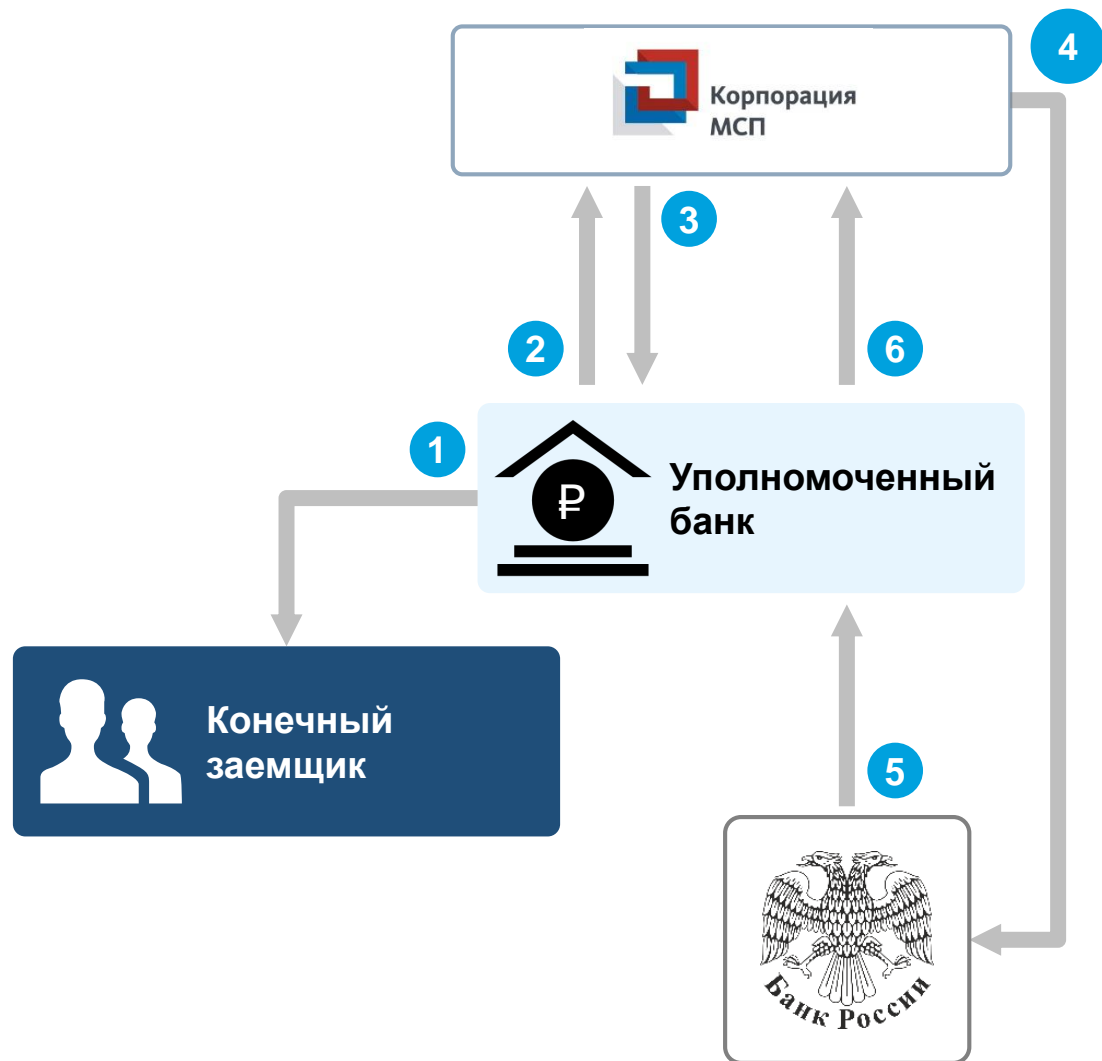 4
Корпорация
МСП
3
2
6
1
₽
Уполномоченный
банк
Конечный
заемщик
5
Банк России